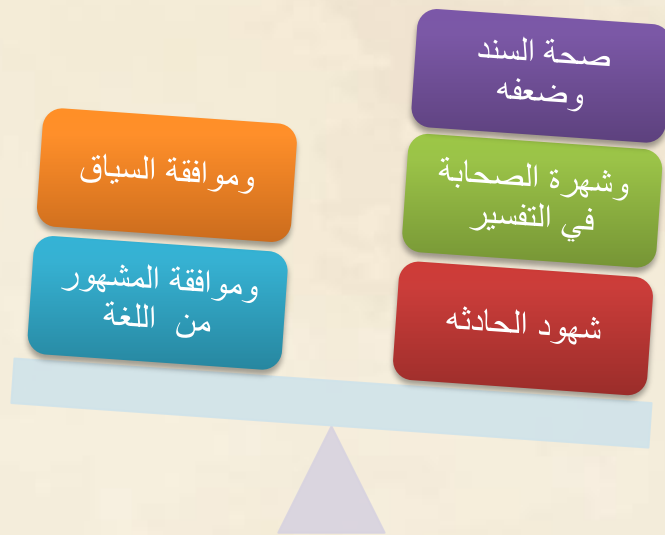 صحة السند
وضعفه
وشهرة الصحابة
في التفسير
شهود الحادثه
وموافقة السياق
وموافقة المشهور
من اللغة